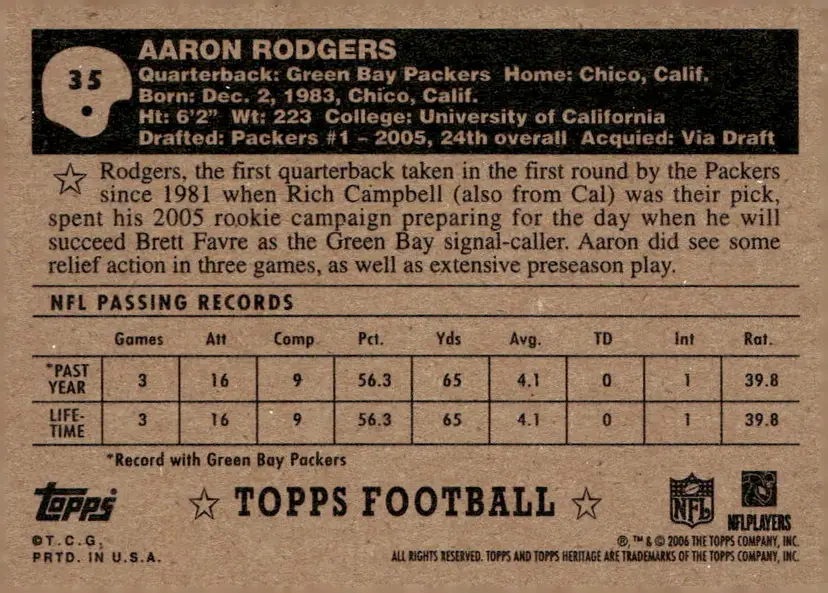 35
AARON RODGERS
Quarterback: Green Bay Packers Home: Chico, Calif.
Born: Dec. 2, 1983, Chico, Calif.
Ht: 6'2" Wt: 223 College: University of California
Drafted: Packers #1 – 2005, 24th overall Acquied: Via Draft
Rodgers, the first quarterback taken in the first round by the Packers
since 1981 when Rich Campbell (also from Cal) was their pick,
spent his 2005 rookie campaign preparing for the day when he will
succeed Brett Favre as the Green Bay signal-caller. Aaron did see some
relief action in three games, as well as extensive preseason play.
NFL PASSING RECORDS
Games Att Comp Pct. Yds Avg. TD Int Rat.
*PAST YEAR 3 16 9 56.3 65 4.1 0 1 39.8
LIFE-TIME 3 16 9 56.3 65 4.1 0 1 39.8
*Record with Green Bay Packers
topps ☆ TOPPS FOOTBALL ☆ NFL NFLPLAYERS
©T.C.G.
PRTD. IN U.S.A.
®, ™ & © 2006 THE TOPPS COMPANY, INC.
ALL RIGHTS RESERVED. TOPPS AND TOPPS HERITAGE ARE TRADEMARKS OF THE TOPPS COMPANY, INC.